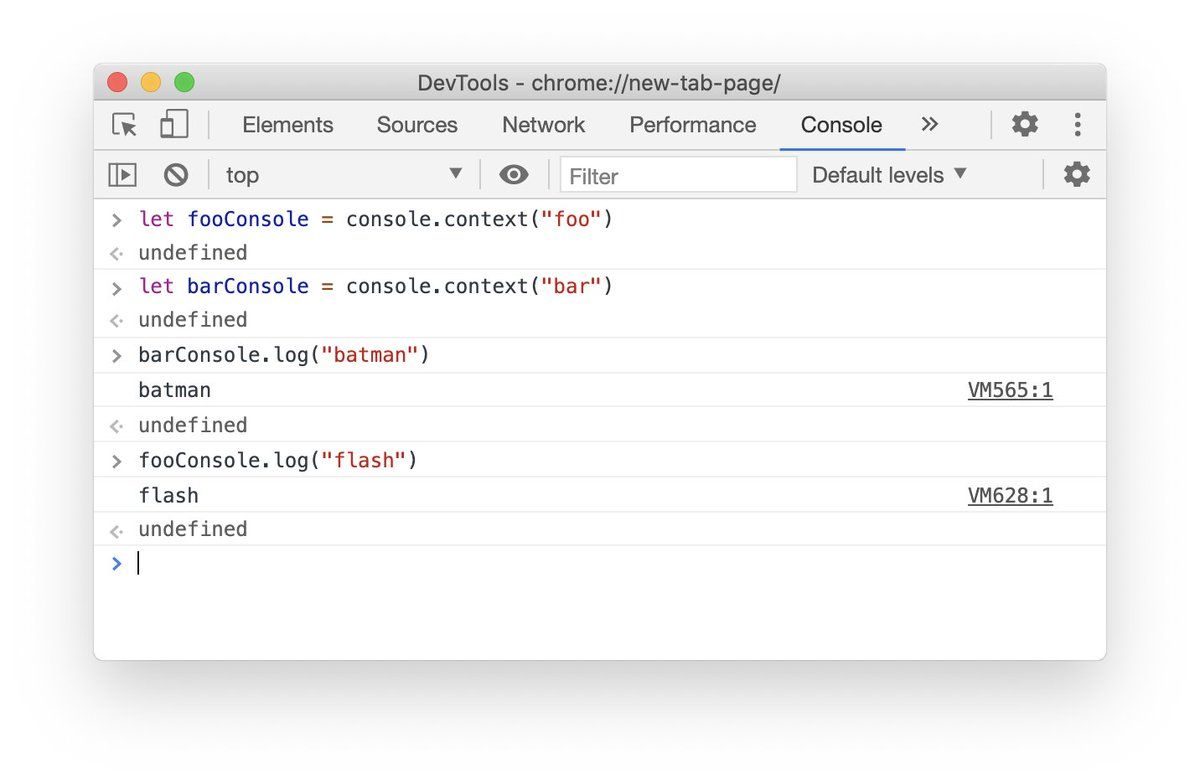 DevTools - chrome://new-tab-page/
Elements Sources Network Performance Console »
top ▼ Filter Default levels ▼
> let fooConsole = console.context("foo")
<· undefined
> let barConsole = console.context("bar")
<· undefined
> barConsole.log("batman")
batman VM565:1
<· undefined
> fooConsole.log("flash")
flash VM628:1
<· undefined
>